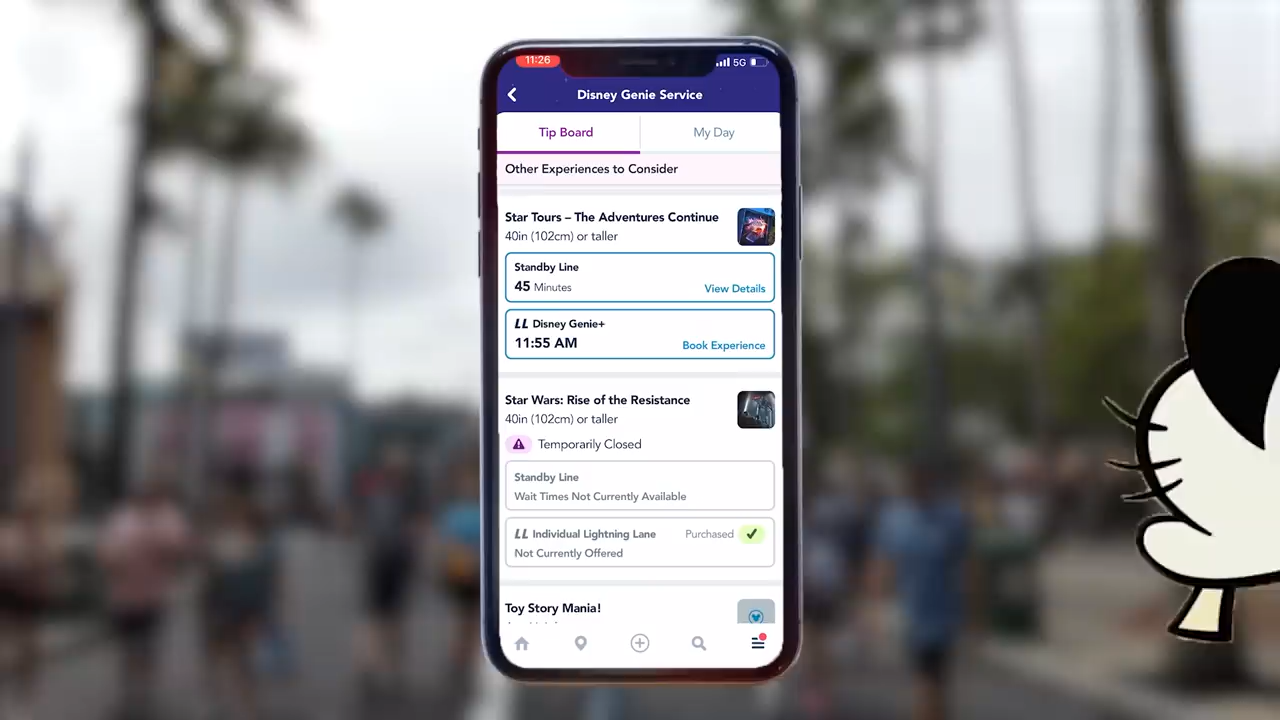 11:26
5G
Disney Genie Service
Tip Board
My Day
Other Experiences to Consider
Star Tours – The Adventures Continue
40in (102cm) or taller
Standby Line
45 Minutes
View Details
LL Disney Genie+
11:55 AM
Book Experience
Star Wars: Rise of the Resistance
40in (102cm) or taller
Temporarily Closed
Standby Line
Wait Times Not Currently Available
LL Individual Lightning Lane
Purchased
Not Currently Offered
Toy Story Mania!